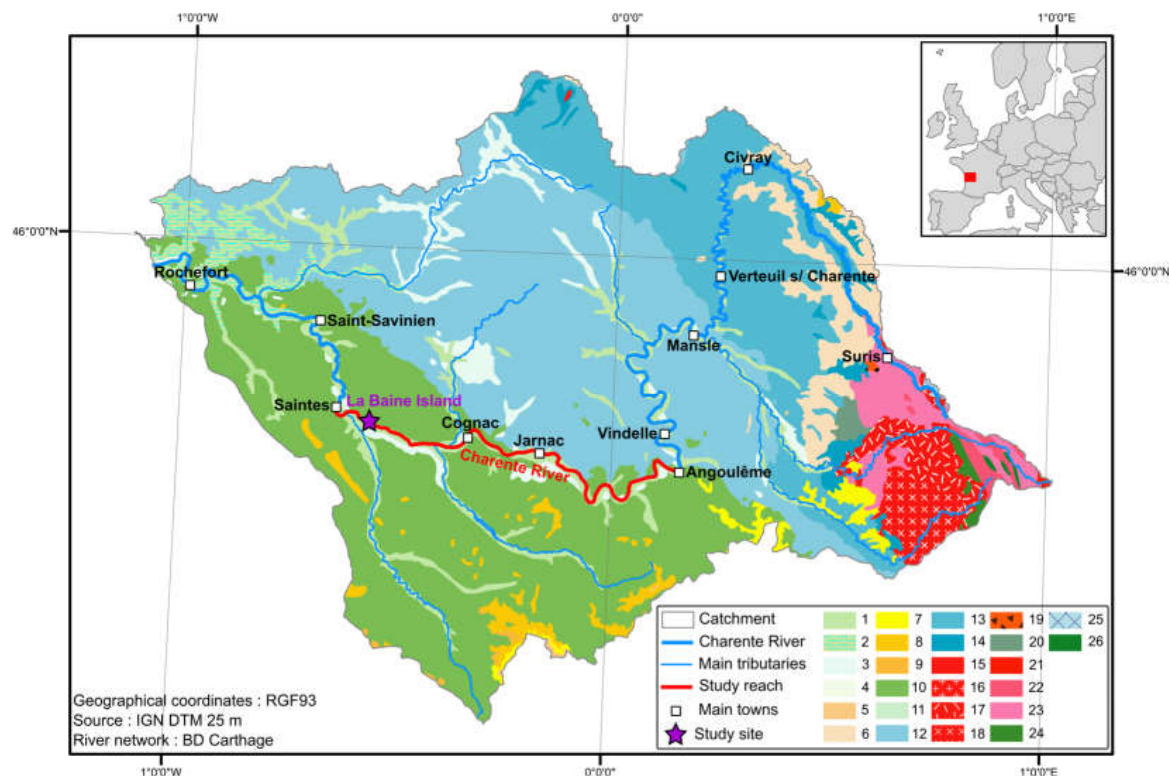 1°0'0"W
0°0'0"
1°0'0"E
46°0'0"N
46°0'0"N
Civray
Rochefort
Verteuil s/ Charente
Saint-Savinien
Mansle
Suris
Saintes
La Baine Island
Cognac
Vindelle
Jarnac
Charente River
Angoulême
Catchment
Charente River
Main tributaries
Study reach
Main towns
Study site
1 7 13 19 25
2 8 14 20 26
3 9 15 21
4 10 16 22
5 11 17 23
6 12 18 24
Geographical coordinates : RGF93
Source : IGN DTM 25 m
River network : BD Carthage
1°0'0"W
0°0'0"
1°0'0"E